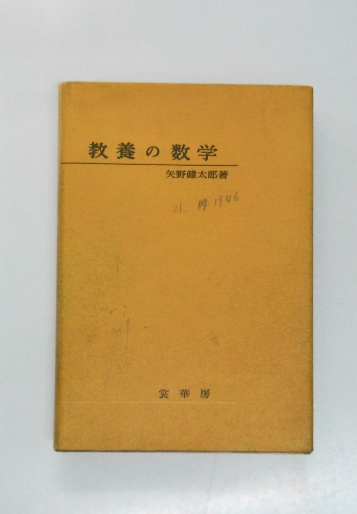 教養の数学
矢野健太郎著
21. 1946
裳華房